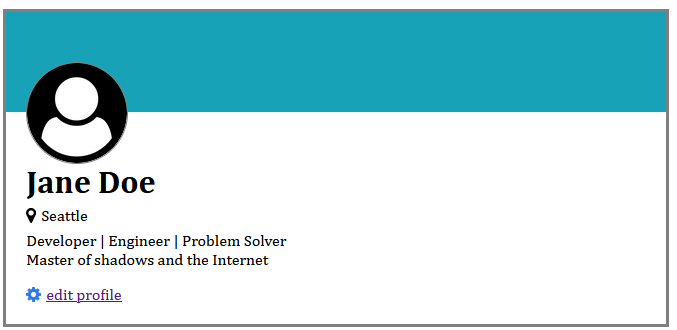 Jane Doe
Seattle
Developer | Engineer | Problem Solver
Master of shadows and the Internet
edit profile